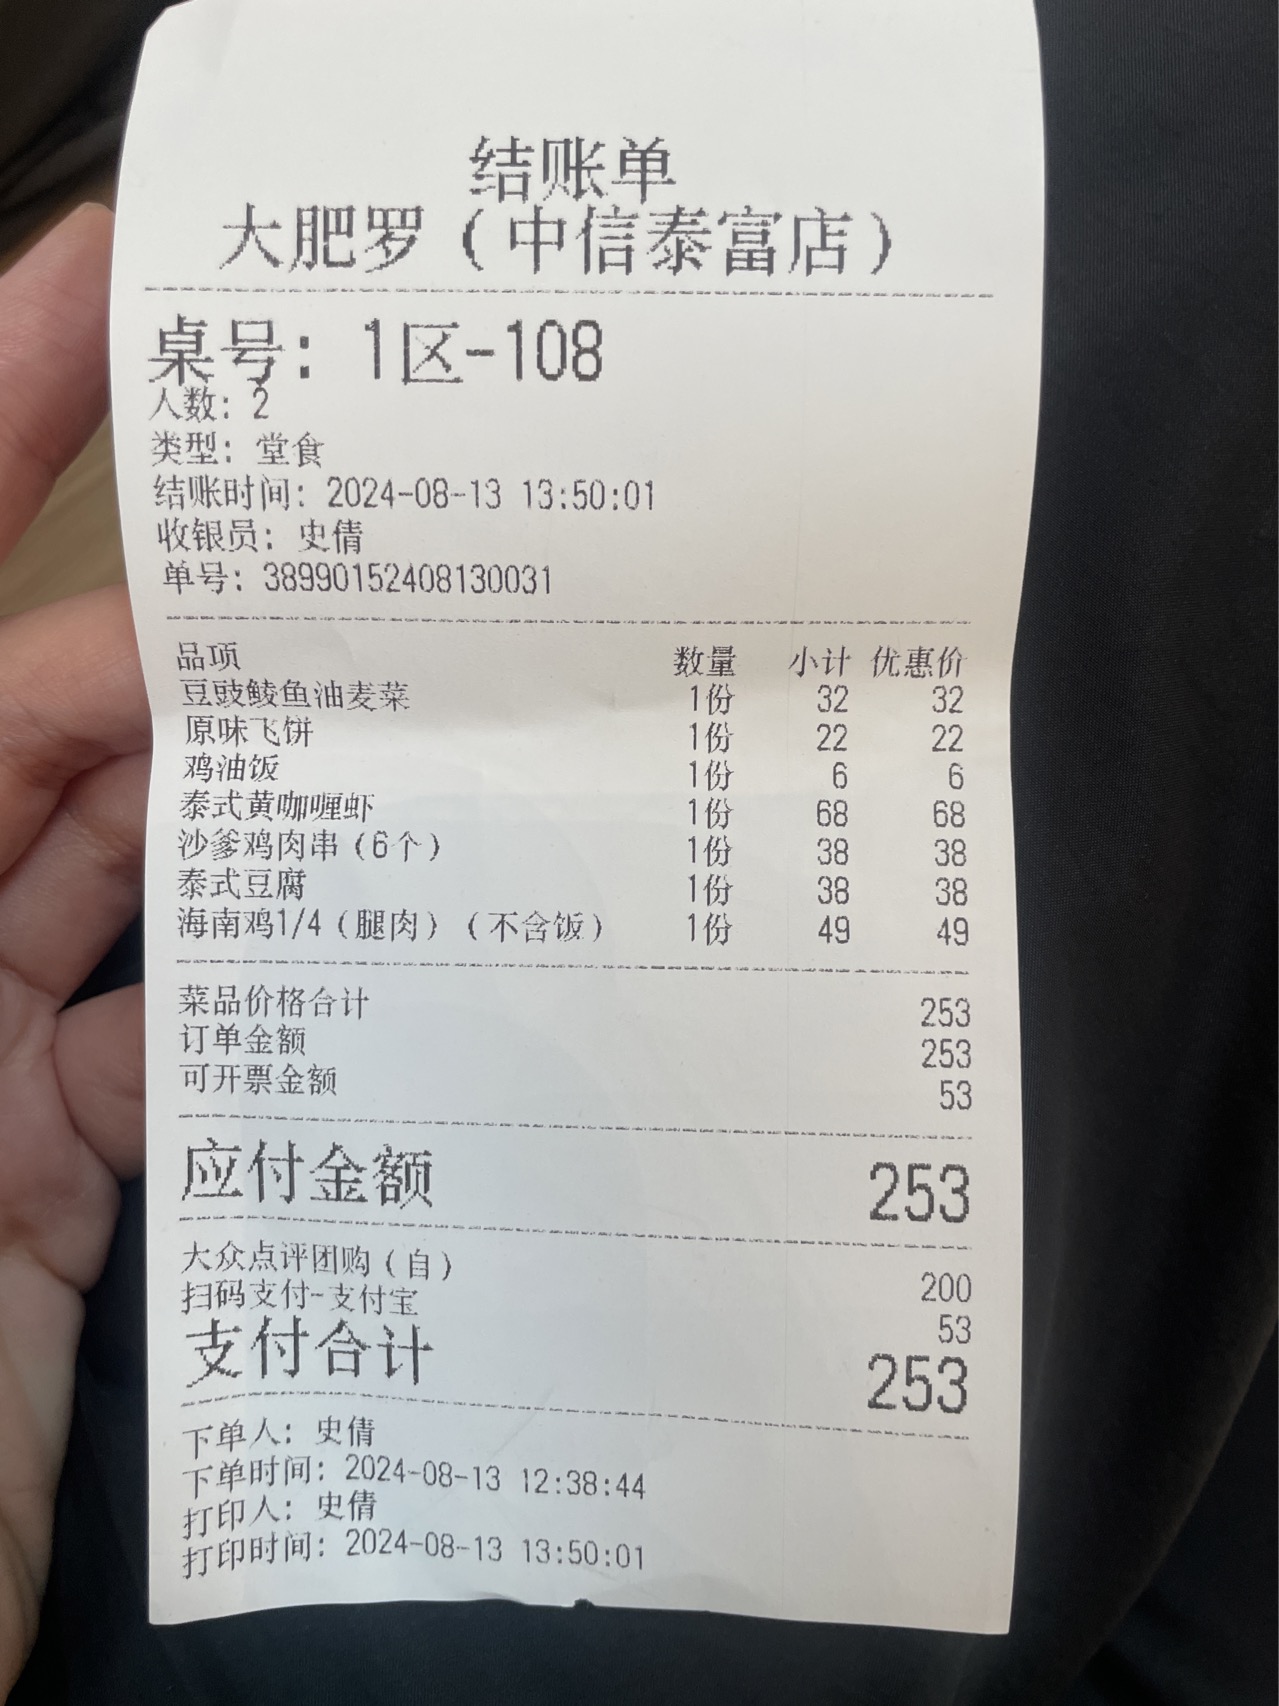 结账单
大肥罗（中信泰富店）
桌号：1区-108
人数：2
类型：堂食
结账时间：2024-08-13 13:50:01
收银员：史倩
单号：38990152408130031
品项 数量 小计 优惠价
豆豉鲮鱼油麦菜 1份 32 32
原味飞饼 1份 22 22
鸡油饭 1份 6 6
泰式黄咖喱虾 1份 68 68
沙爹鸡肉串（6个） 1份 38 38
泰式豆腐 1份 38 38
海南鸡1/4（腿肉）（不含饭） 1份 49 49
菜品价格合计 253
订单金额 253
可开票金额 53
应付金额 253
大众点评团购（自） 200
扫码支付-支付宝 53
支付合计 253
下单人：史倩
下单时间：2024-08-13 12:38:44
打印人：史倩
打印时间：2024-08-13 13:50:01